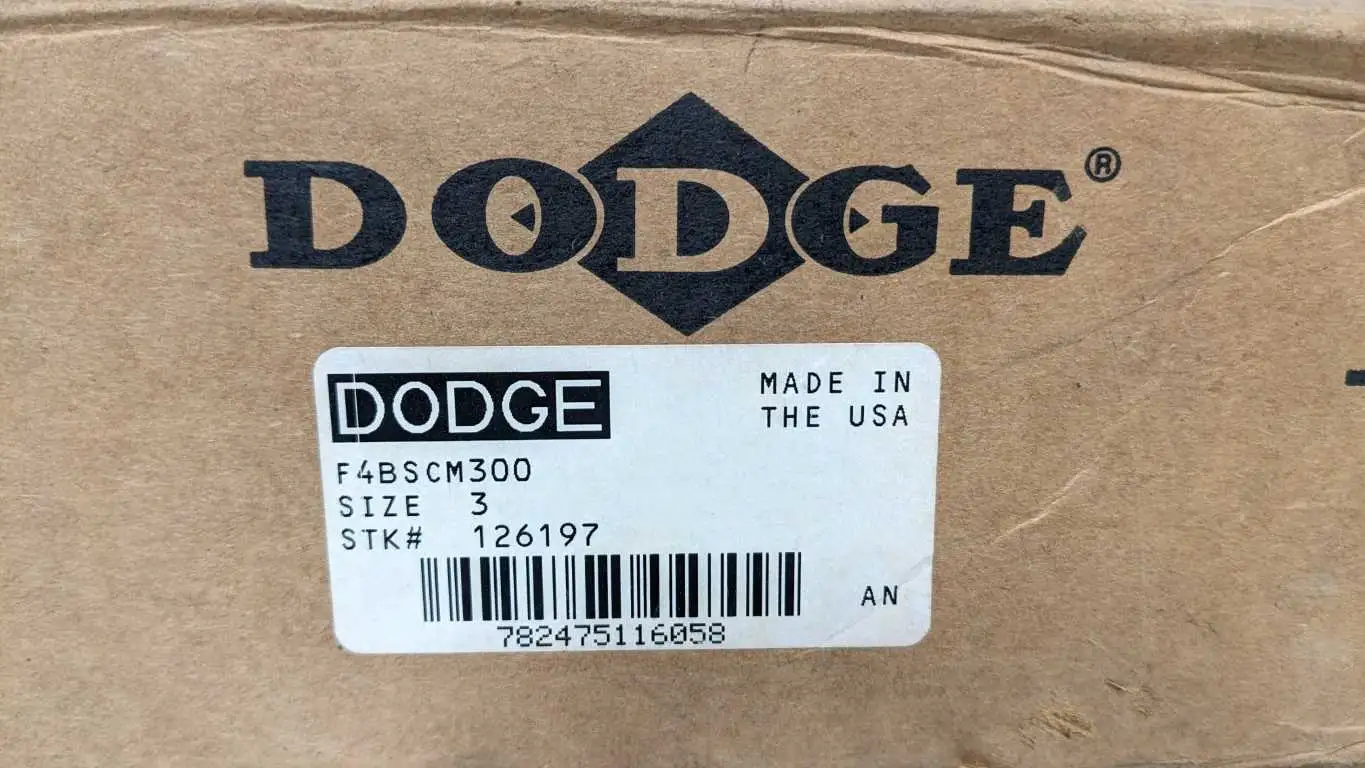 DODGE®
DODGE
MADE IN
THE USA
F4BSCM300
SIZE 3
STK# 126197
AN
782475116058